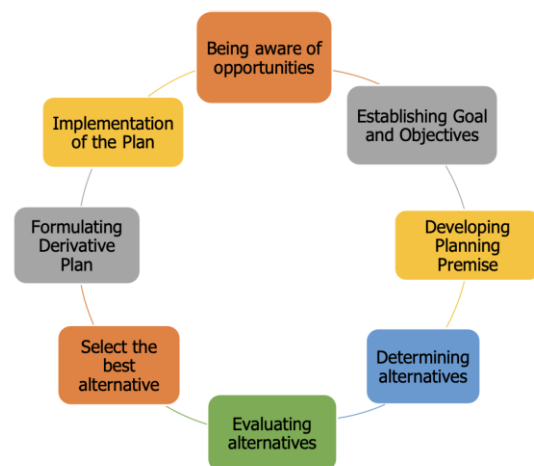 Being aware of
opportunities
Establishing Goal
and Objectives
Developing
Planning
Premise
Determining
alternatives
Evaluating
alternatives
Select the
best
alternative
Formulating
Derivative
Plan
Implementation
of the Plan